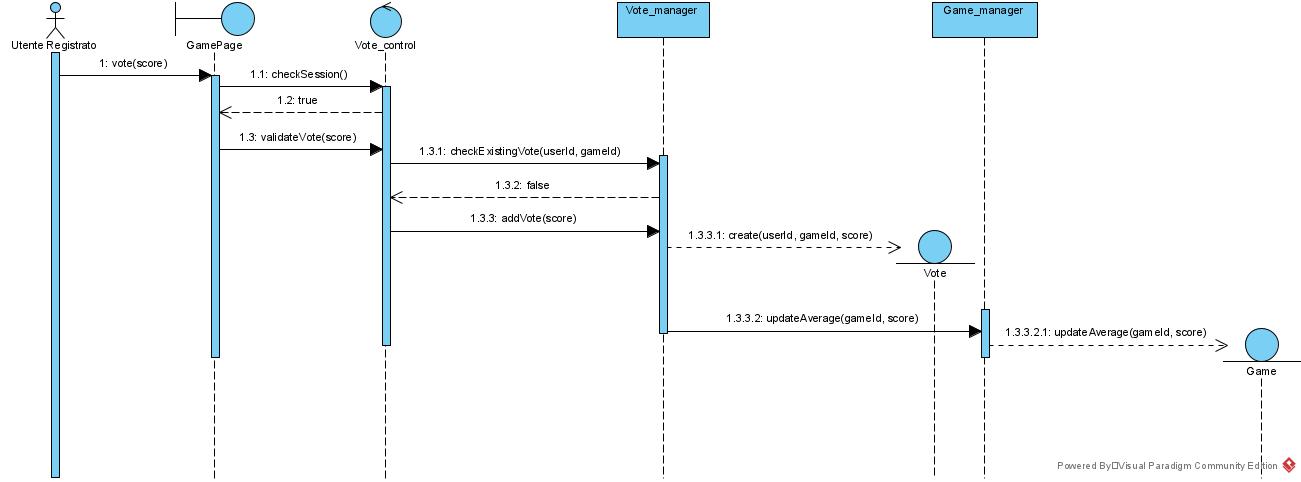 Utente Registrato
GamePage
Vote_control
Vote_manager
Game_manager
1: vote(score)
1.1: checkSession()
1.2: true
1.3: validateVote(score)
1.3.1: checkExistingVote(userId, gameId)
1.3.2: false
1.3.3: addVote(score)
1.3.3.1: create(userId, gameId, score)
Vote
1.3.3.2: updateAverage(gameId, score)
1.3.3.2.1: updateAverage(gameId, score)
Game
Powered By Visual Paradigm Community Edition